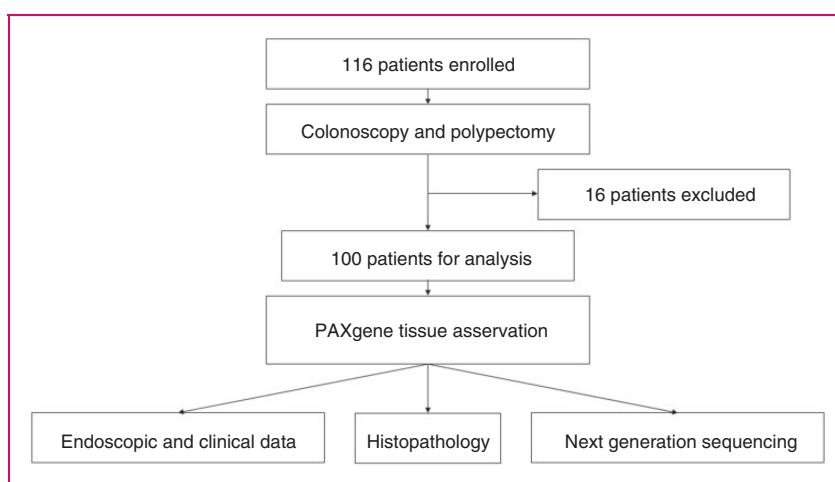 116 patients enrolled
Colonoscopy and polypectomy
16 patients excluded
100 patients for analysis
PAXgene tissue asservation
Endoscopic and clinical data
Histopathology
Next generation sequencing